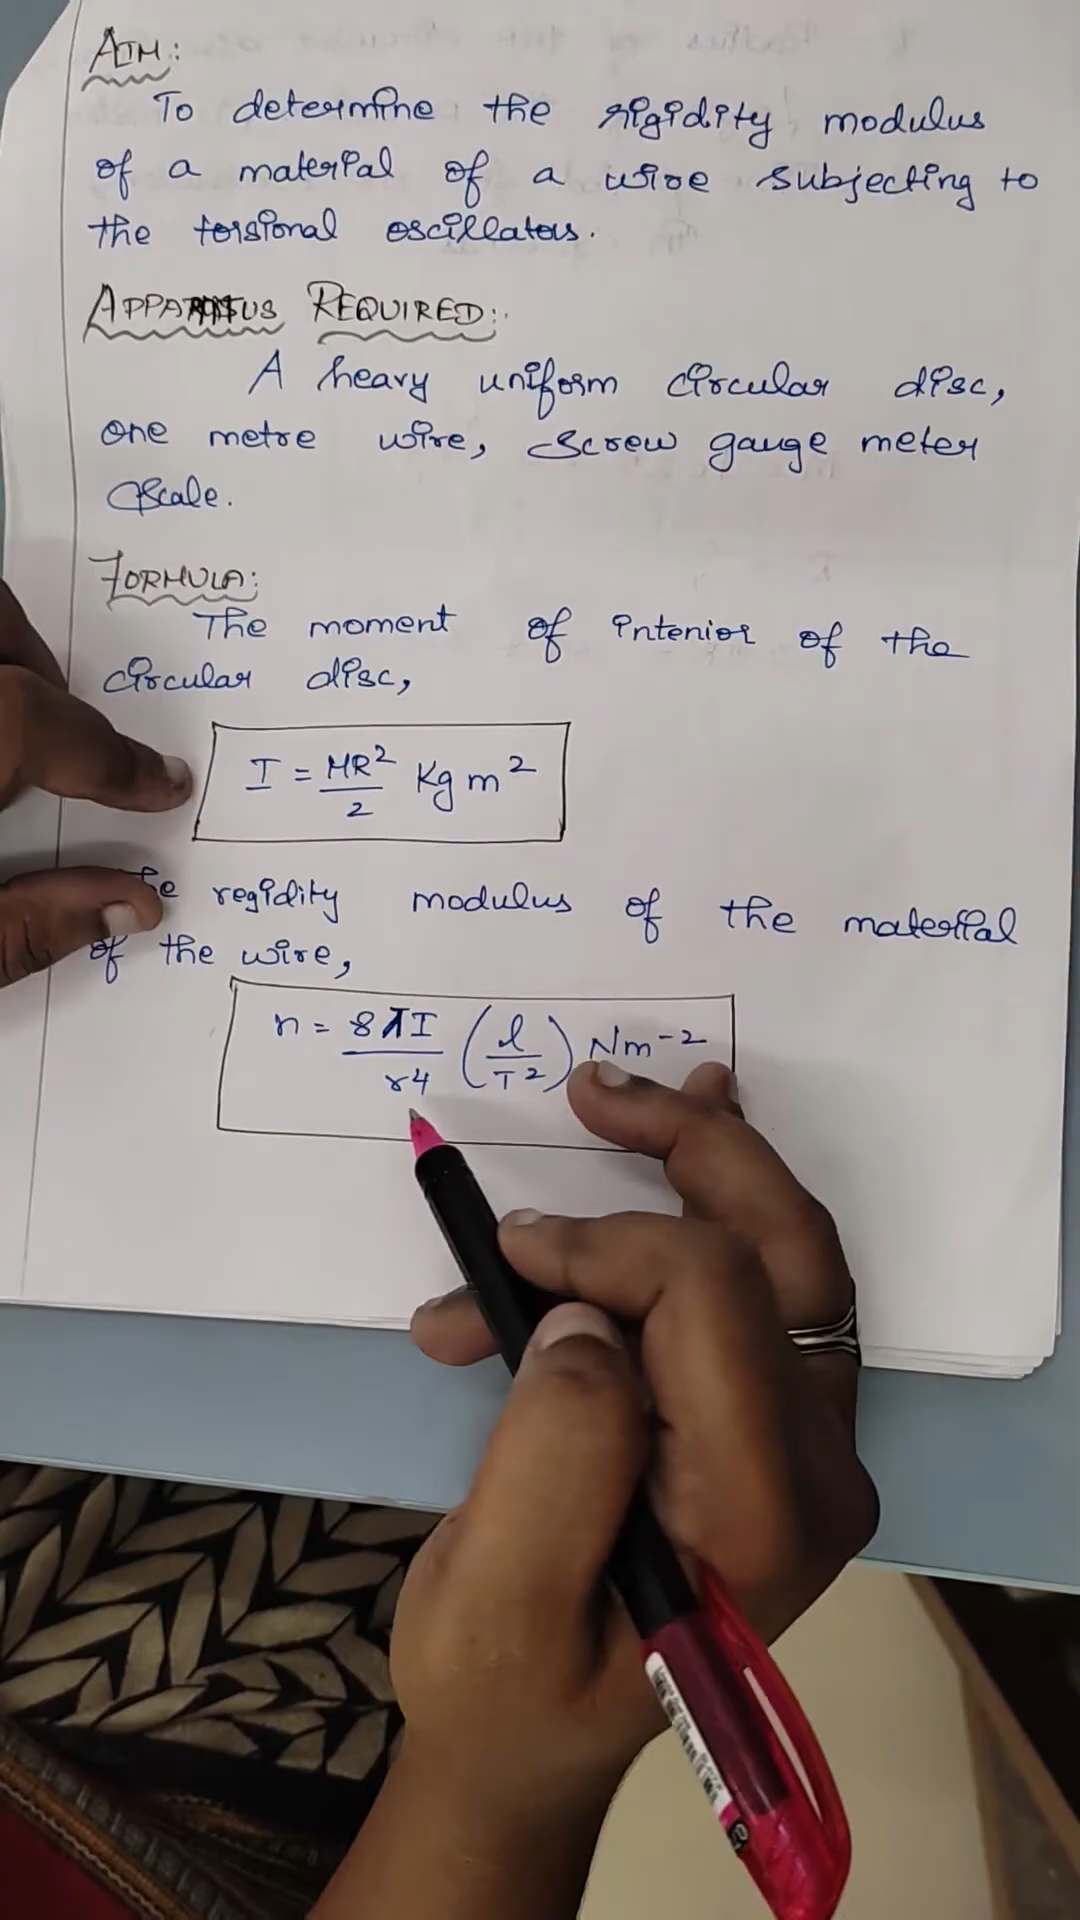 AIM:
To determine the rigidity modulus
of a material of a wire subjecting to
the torsional oscillators.
APPARATUS REQUIRED:
A heavy uniform circular disc,
one metre wire, Screw gauge meter
Scale.
FORMULA:
The moment of intenior of the
circular disc,
I = MR²/2 Kg m²
regidity modulus of the material
of the wire,
n = 8πI/r⁴ (l/T²) Nm⁻²